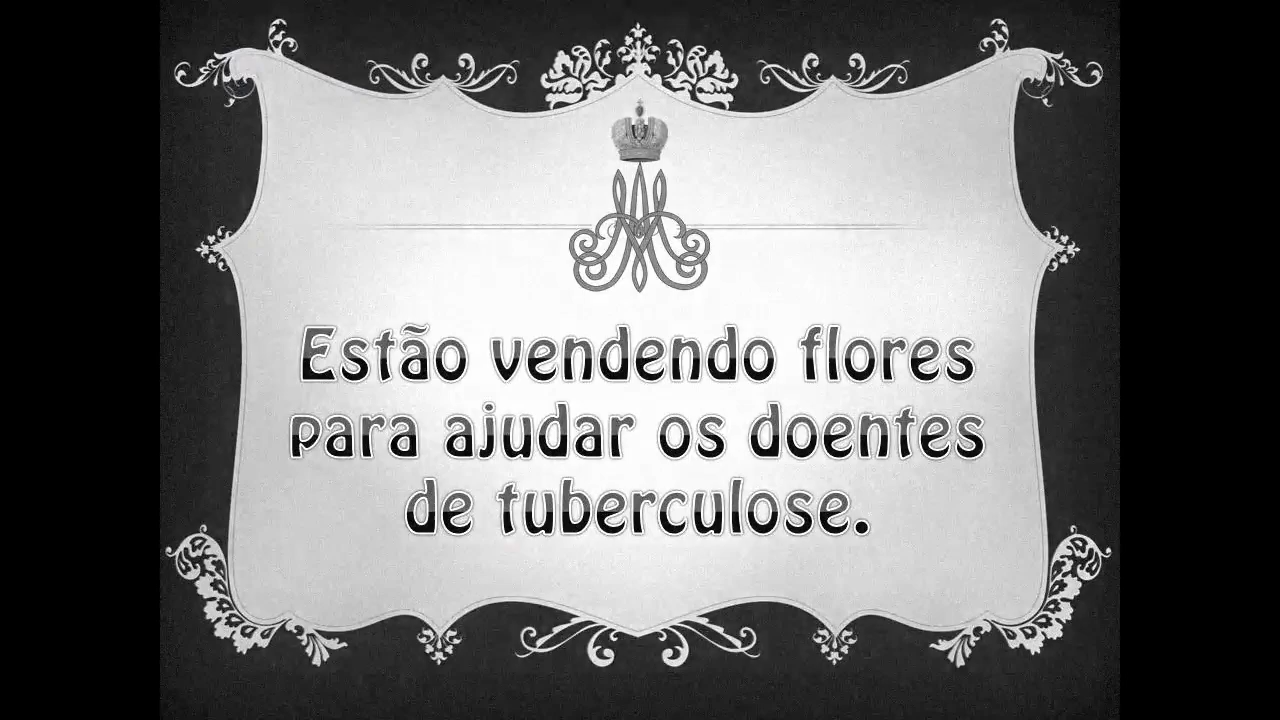 Estão vendendo flores
para ajudar os doentes
de tuberculose.